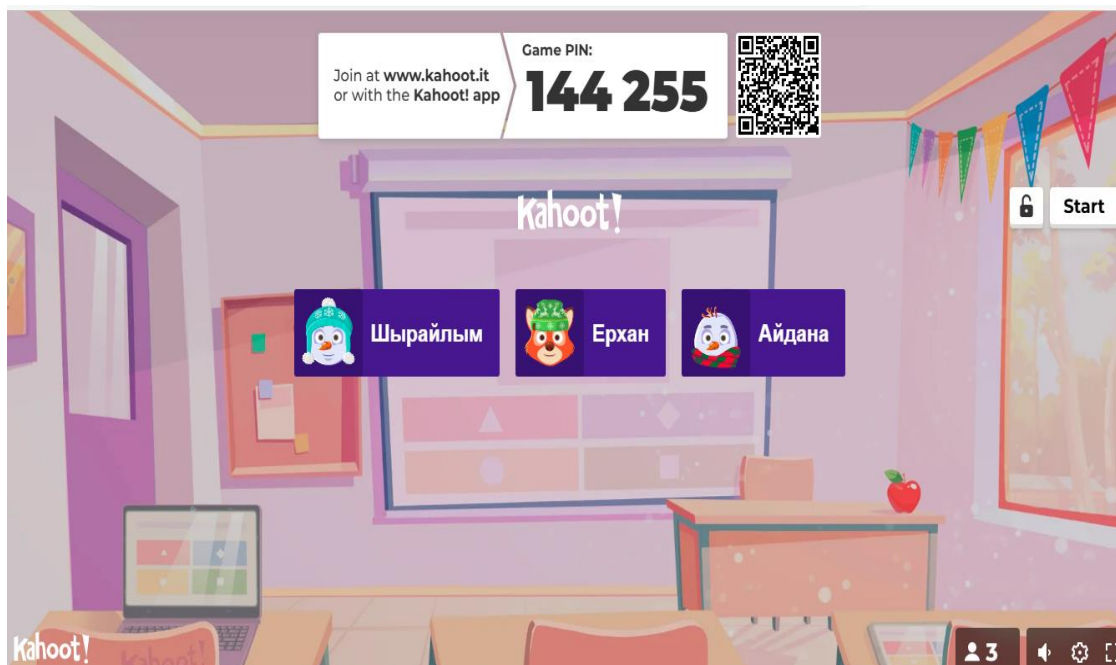 Join at www.kahoot.it
or with the Kahoot! app
Game PIN:
144 255
Kahoot!
Start
Шырайлым
Ерхан
Айдана
Kahoot!
Kahoot!
3